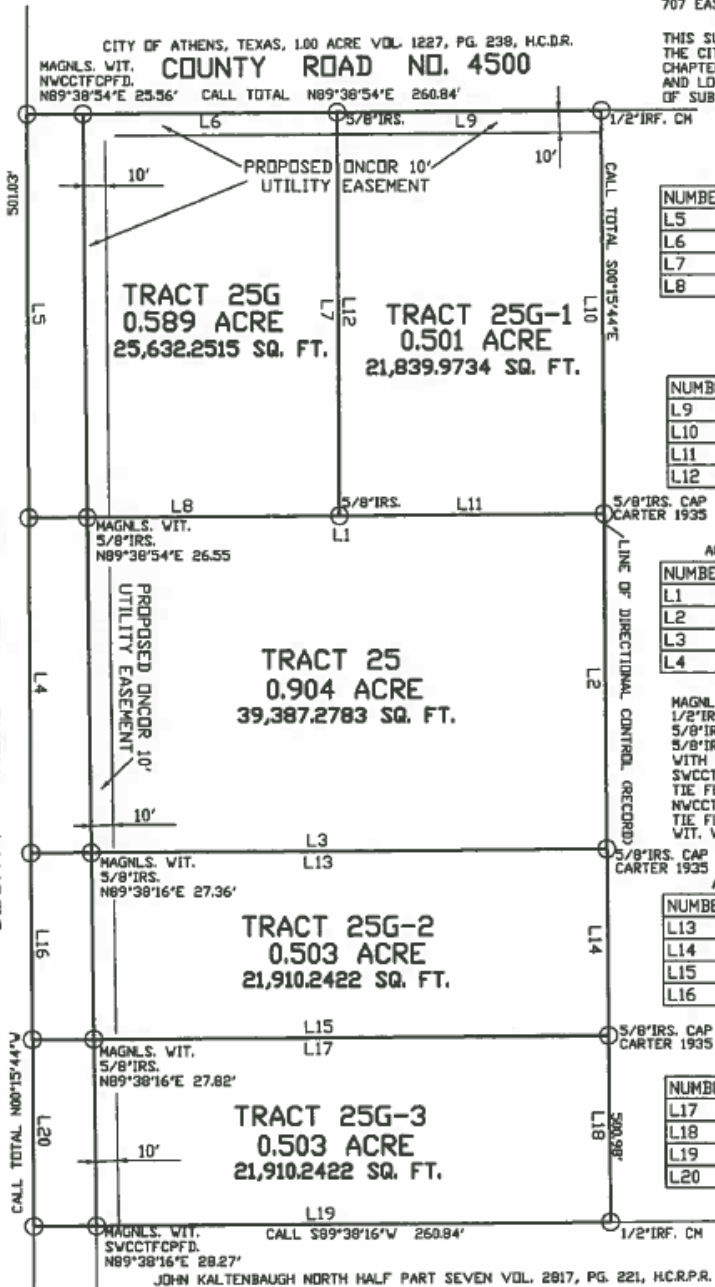 707 EAS
CITY OF ATHENS, TEXAS, 1.00 ACRE VOL. 1227, PG. 238, H.C.D.R.
THIS SU
THE CIT
CHAPTE
AND LO
OF SUB
MAGNLS. WIT.
NWCCTFCPFD.
N89°38'54"E 25.56'
COUNTY ROAD NO. 4500
CALL TOTAL N89°38'54"E 260.84'
L6
5/8"IRS.
L9
1/2"IRF. CM
10'
PROPOSED ONCOR 10'
UTILITY EASEMENT
10'
501.03'
CALL TOTAL S00°15'44"E
NUMBE
L5
L6
L7
L8
L5
TRACT 25G
0.589 ACRE
25,632.2515 SQ. FT.
L7
L12
TRACT 25G-1
0.501 ACRE
21,839.9734 SQ. FT.
L10
NUMBE
L9
L10
L11
L12
L8
5/8"IRS.
L11
L1
5/8"IRS. CAP
CARTER 1935
MAGNLS. WIT.
5/8"IRS.
N89°38'54"E 26.55
LINE OF DIRECTIONAL CONTROL (RECORD)
NUMBE
L1
L2
L3
L4
PROPOSED ONCOR 10'
UTILITY EASEMENT
L4
TRACT 25
0.904 ACRE
39,387.2783 SQ. FT.
L2
MAGNL
1/2"IR
5/8"IR
5/8"IR
WITH
SWCCT
TIE F
NWCCT
TIE F
WIT. V
10'
L3
L13
5/8"IRS. CAP
CARTER 1935
MAGNLS. WIT.
5/8"IRS.
N89°38'16"E 27.36'
L16
TRACT 25G-2
0.503 ACRE
21,910.2422 SQ. FT.
L14
NUMBE
L13
L14
L15
L16
L15
L17
5/8"IRS. CAP
CARTER 1935
MAGNLS. WIT.
5/8"IRS.
N89°38'16"E 27.82'
CALL TOTAL N00°15'44"W
L20
TRACT 25G-3
0.503 ACRE
21,910.2422 SQ. FT.
L18
500.98'
NUMBE
L17
L18
L19
L20
10'
L19
CALL S89°38'16"W 260.84'
1/2"IRF. CM
MAGNLS. WIT.
SWCCTFCPFD.
N89°38'16"E 28.27'
JOHN KALTENBAUGH NORTH HALF PART SEVEN VOL. 2817, PG. 221, H.C.R.P.R.